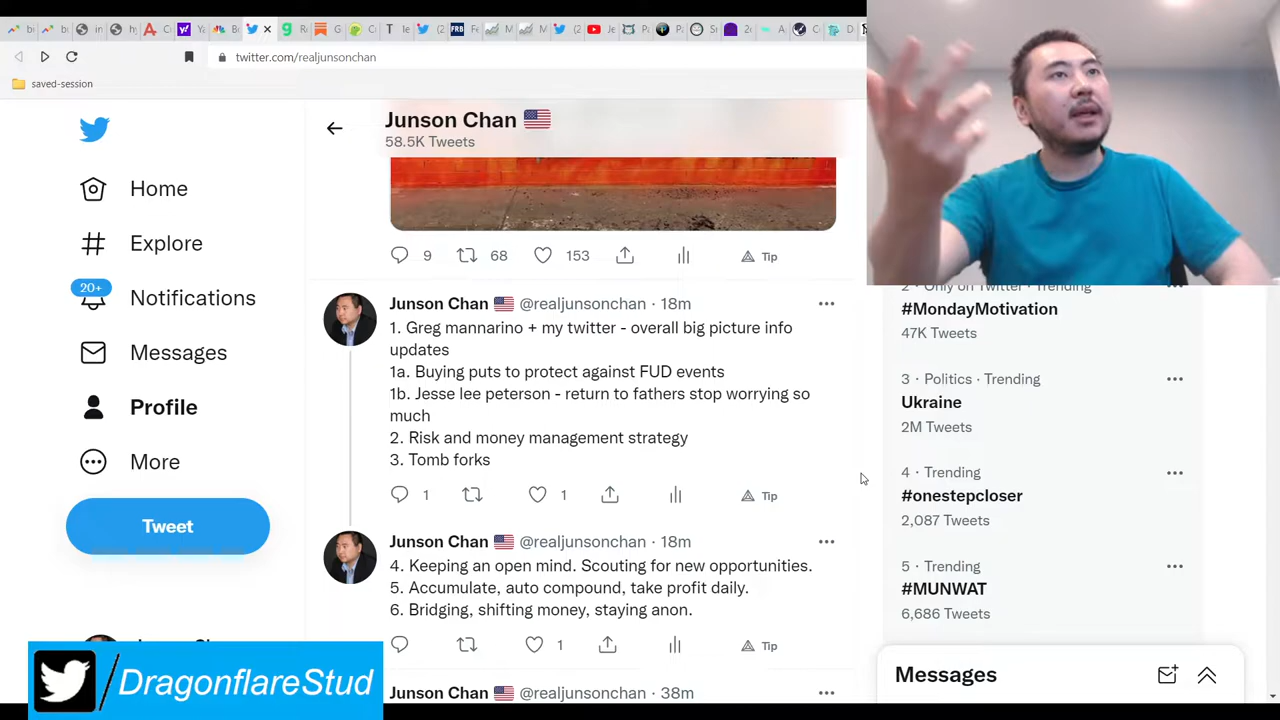 twitter.com/realjunsonchan
saved-session
Junson Chan
58.5K Tweets
Home
Explore
20+
Notifications
Messages
Profile
More
Tweet
9
68
153
Tip
Junson Chan @realjunsonchan · 18m
1. Greg mannarino + my twitter - overall big picture info
updates
1a. Buying puts to protect against FUD events
1b. Jesse lee peterson - return to fathers stop worrying so
much
2. Risk and money management strategy
3. Tomb forks
1
1
Tip
Junson Chan @realjunsonchan · 18m
4. Keeping an open mind. Scouting for new opportunities.
5. Accumulate, auto compound, take profit daily.
6. Bridging, shifting money, staying anon.
1
Tip
Junson Chan @realjunsonchan · 38m
2 · Only on Twitter · Trending
#MondayMotivation
47K Tweets
3 · Politics · Trending
Ukraine
2M Tweets
4 · Trending
#onestepcloser
2,087 Tweets
5 · Trending
#MUNWAT
6,686 Tweets
Messages
/DragonflareStud